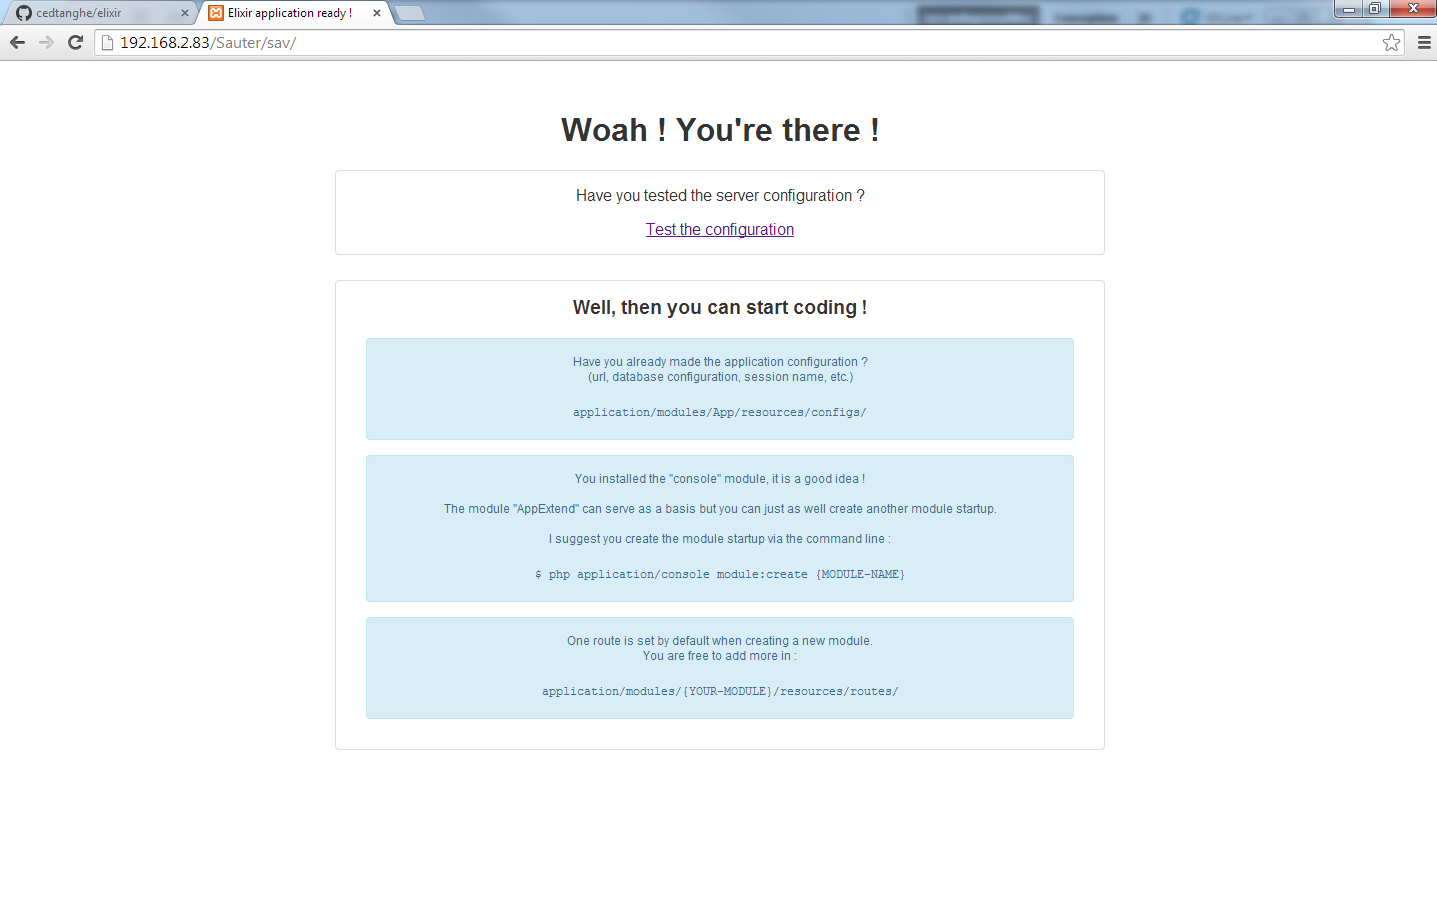 cedtanghe/elixir
Elixir application ready !
192.168.2.83/Sauter/sav/
Woah ! You're there !
Have you tested the server configuration ?
Test the configuration
Well, then you can start coding !
Have you already made the application configuration ?
(url, database configuration, session name, etc.)
application/modules/App/resources/configs/
You installed the "console" module, it is a good idea !
The module "AppExtend" can serve as a basis but you can just as well create another module startup.
I suggest you create the module startup via the command line :
$ php application/console module:create {MODULE-NAME}
One route is set by default when creating a new module.
You are free to add more in :
application/modules/{YOUR-MODULE}/resources/routes/